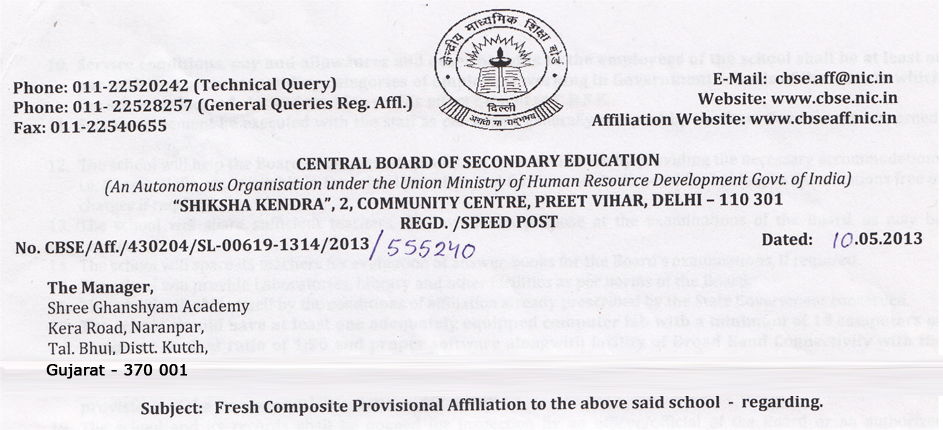 केन्द्रीय माध्यमिक शिक्षा बोर्ड
दिल्ली
Phone: 011-22520242 (Technical Query)
Phone: 011- 22528257 (General Queries Reg. Affl.)
Fax: 011-22540655
E-Mail: cbse.aff@nic.in
Website: www.cbse.nic.in
Affiliation Website: www.cbseaff.nic.in
CENTRAL BOARD OF SECONDARY EDUCATION
(An Autonomous Organisation under the Union Ministry of Human Resource Development Govt. of India)
"SHIKSHA KENDRA", 2, COMMUNITY CENTRE, PREET VIHAR, DELHI – 110 301
REGD. /SPEED POST
No. CBSE/Aff./430204/SL-00619-1314/2013/555240
Dated: 10.05.2013
The Manager,
Shree Ghanshyam Academy
Kera Road, Naranpar,
Tal. Bhui, Distt. Kutch,
Gujarat - 370 001
Subject: Fresh Composite Provisional Affiliation to the above said school - regarding.